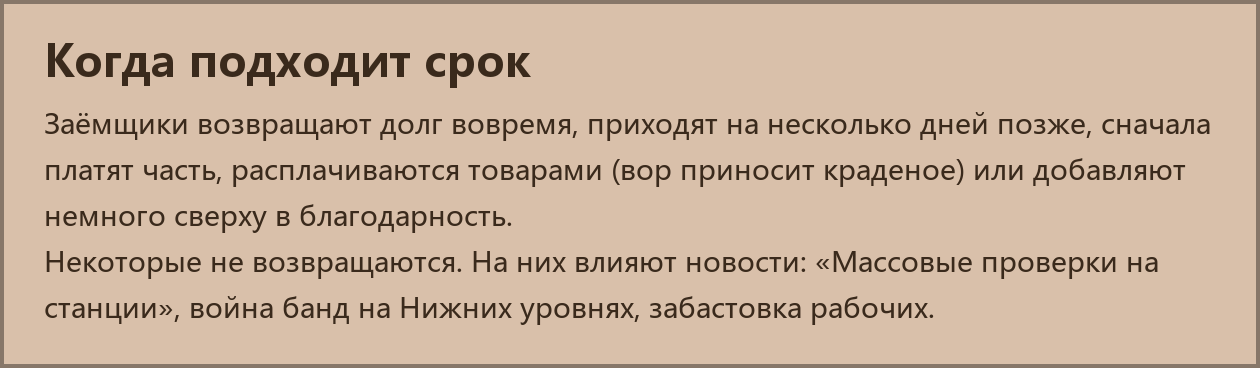 Когда подходит срок
Заёмщики возвращают долг вовремя, приходят на несколько дней позже, сначала
платят часть, расплачиваются товарами (вор приносит краденое) или добавляют
немного сверху в благодарность.
Некоторые не возвращаются. На них влияют новости: «Массовые проверки на
станции», война банд на Нижних уровнях, забастовка рабочих.